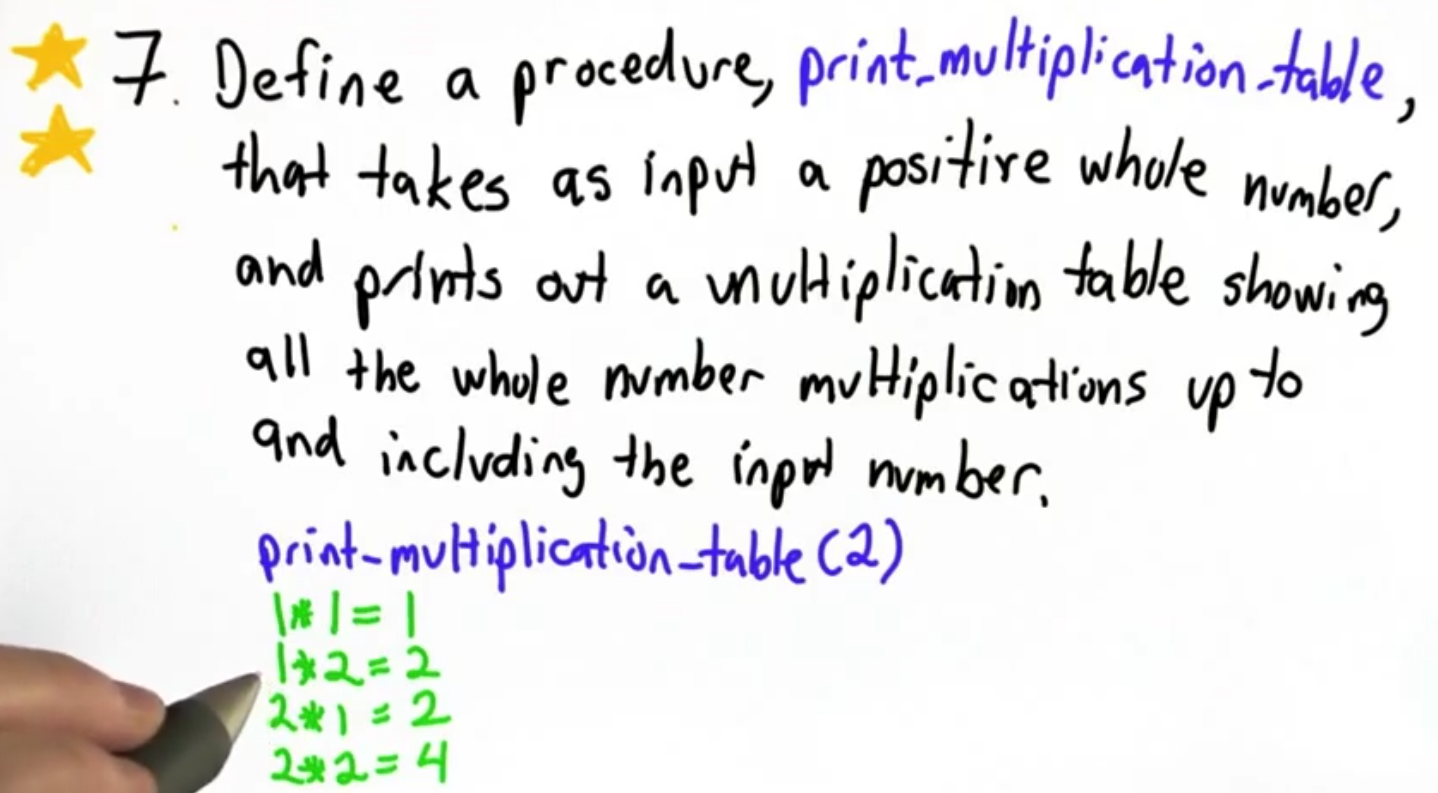 7. Define a procedure, print_multiplication_table,
that takes as input a positive whole number,
and prints out a multiplication table showing
all the whole number multiplications up to
and including the input number.
print_multiplication_table(2)
1*1=1
1*2=2
2*1=2
2*2=4